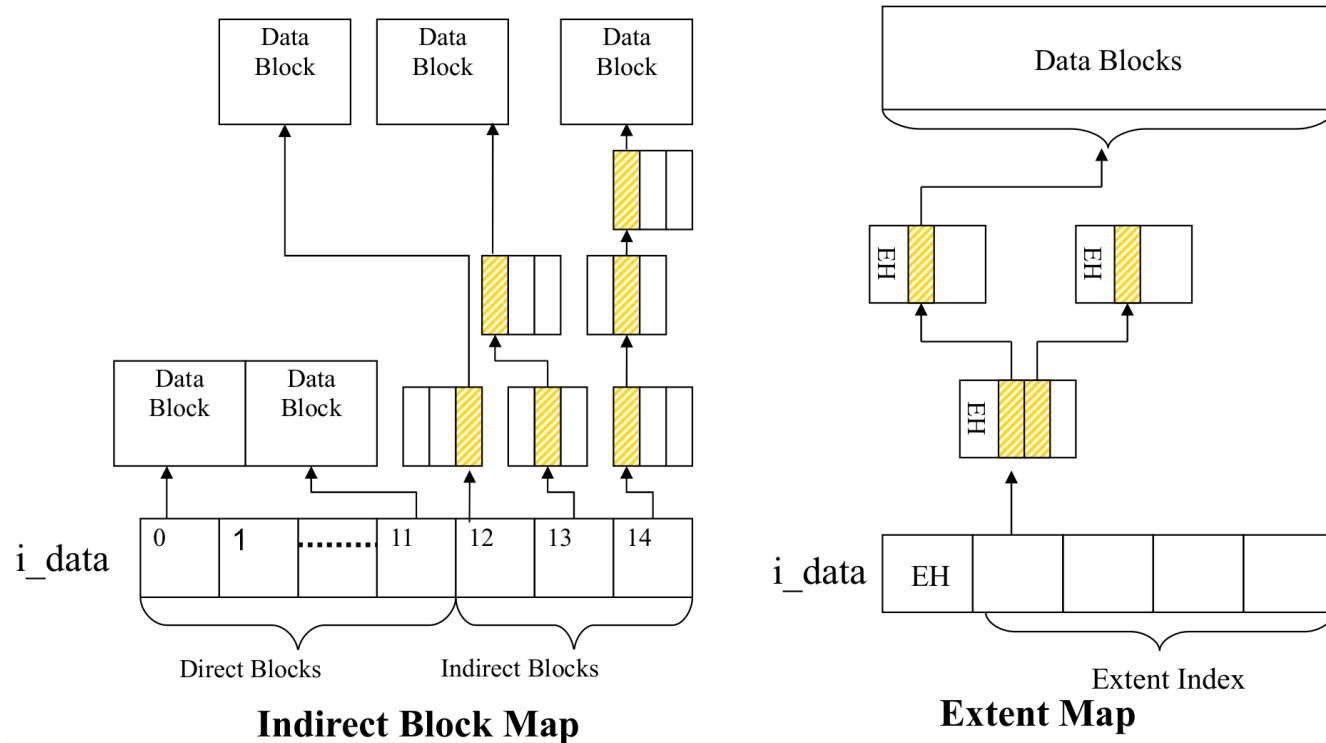 Data
Block
Data
Block
Data
Block
Data
Block
Data
Block
i_data
0
1
11
12
13
14
Direct Blocks
Indirect Blocks
Indirect Block Map
Data Blocks
EH
EH
EH
i_data
EH
Extent Index
Extent Map